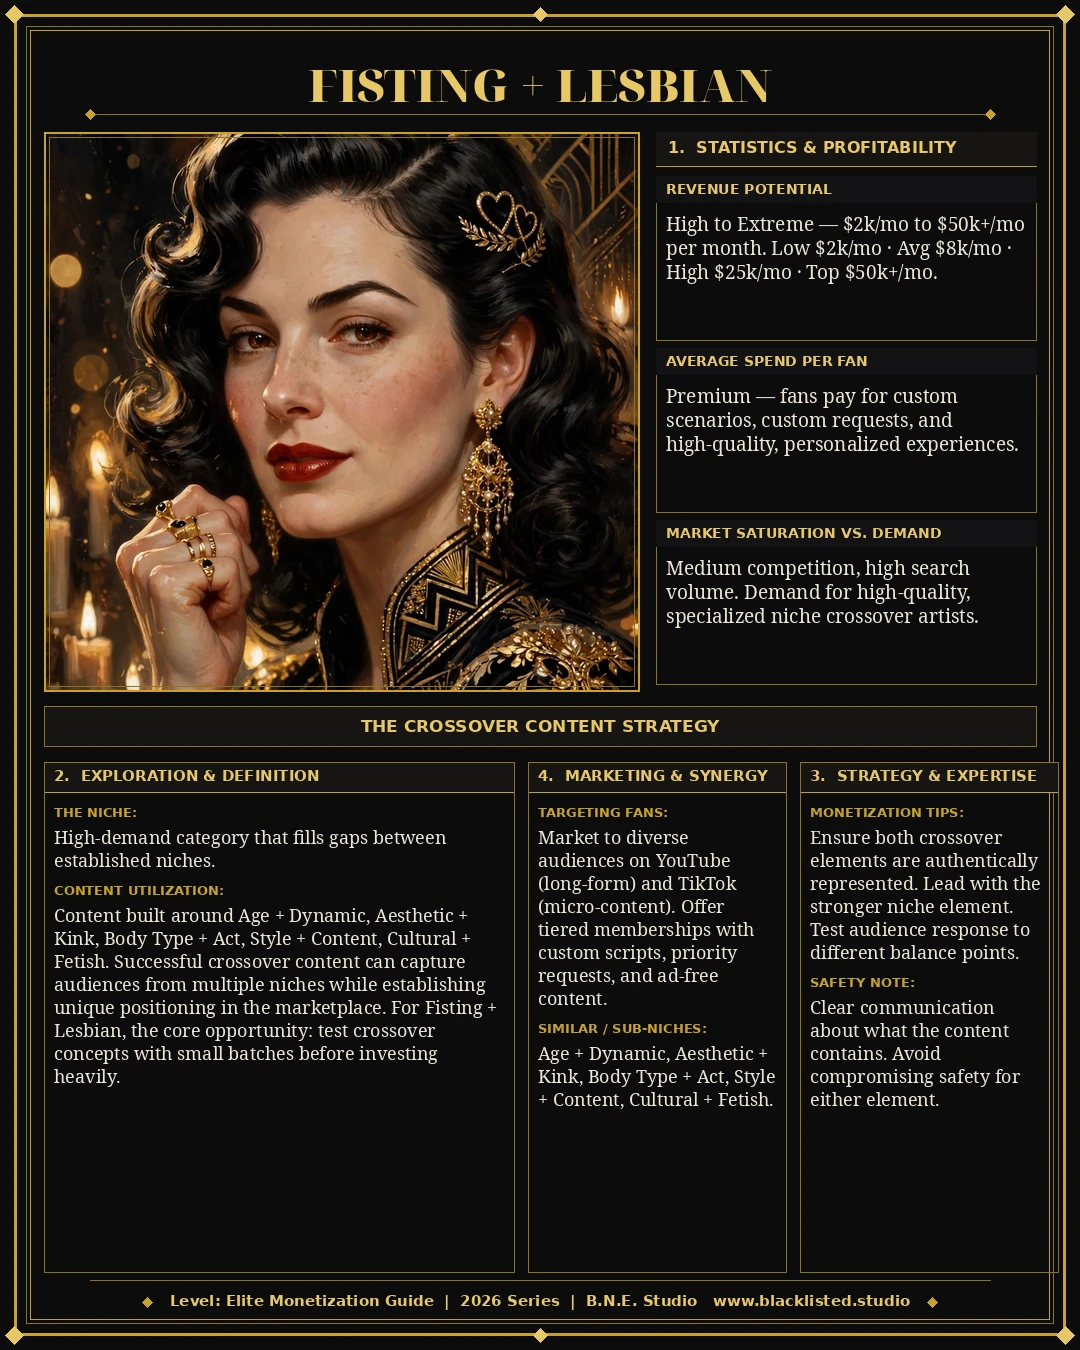 FISTING + LESBIAN
1. STATISTICS & PROFITABILITY
REVENUE POTENTIAL
High to Extreme — $2k/mo to $50k+/mo
per month. Low $2k/mo · Avg $8k/mo ·
High $25k/mo · Top $50k+/mo.
AVERAGE SPEND PER FAN
Premium — fans pay for custom
scenarios, custom requests, and
high-quality, personalized experiences.
MARKET SATURATION VS. DEMAND
Medium competition, high search
volume. Demand for high-quality,
specialized niche crossover artists.
THE CROSSOVER CONTENT STRATEGY
2. EXPLORATION & DEFINITION
THE NICHE:
High-demand category that fills gaps between
established niches.
CONTENT UTILIZATION:
Content built around Age + Dynamic, Aesthetic +
Kink, Body Type + Act, Style + Content, Cultural +
Fetish. Successful crossover content can capture
audiences from multiple niches while establishing
unique positioning in the marketplace. For Fisting +
Lesbian, the core opportunity: test crossover
concepts with small batches before investing
heavily.
4. MARKETING & SYNERGY
TARGETING FANS:
Market to diverse
audiences on YouTube
(long-form) and TikTok
(micro-content). Offer
tiered memberships with
custom scripts, priority
requests, and ad-free
content.
SIMILAR / SUB-NICHES:
Age + Dynamic, Aesthetic +
Kink, Body Type + Act, Style
+ Content, Cultural + Fetish.
3. STRATEGY & EXPERTISE
MONETIZATION TIPS:
Ensure both crossover
elements are authentically
represented. Lead with the
stronger niche element.
Test audience response to
different balance points.
SAFETY NOTE:
Clear communication
about what the content
contains. Avoid
compromising safety for
either element.
Level: Elite Monetization Guide | 2026 Series | B.N.E. Studio www.blacklisted.studio